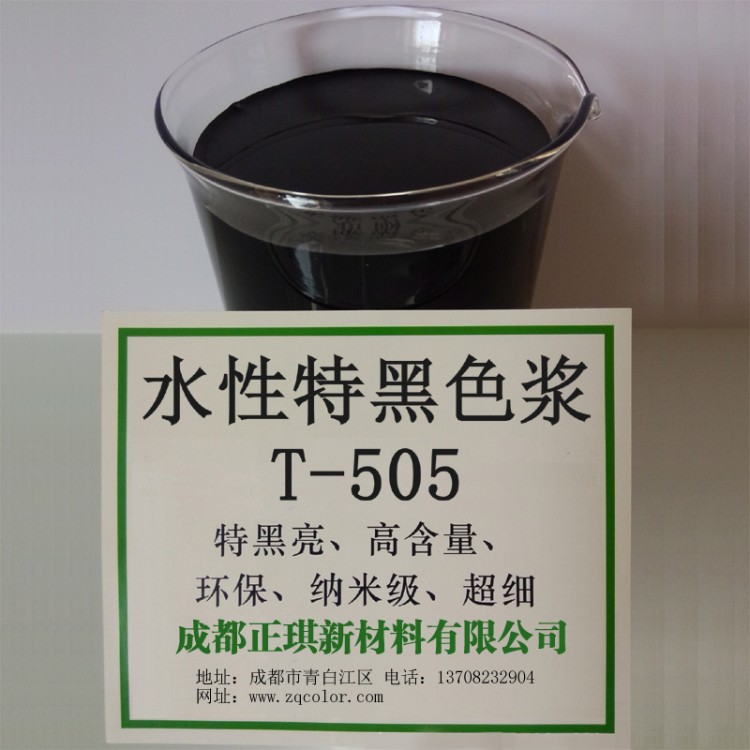 水性特黑色浆
T-505
特黑亮、高含量、
环保、纳米级、超细
成都正琪新材料有限公司
地址：成都市青白江区 电话：13708232904
网址：www.zqcolor.com